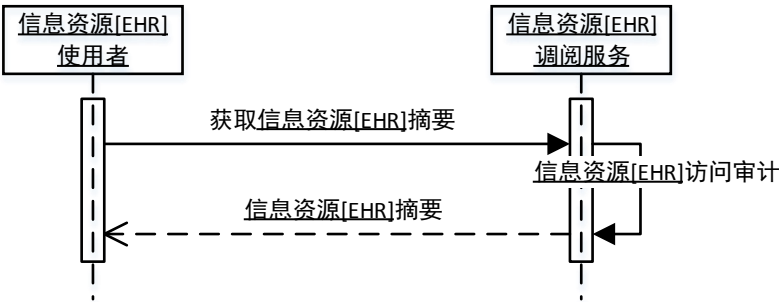 信息资源[EHR]
使用者
信息资源[EHR]
调阅服务
获取信息资源[EHR]摘要
信息资源[EHR]访问审计
信息资源[EHR]摘要